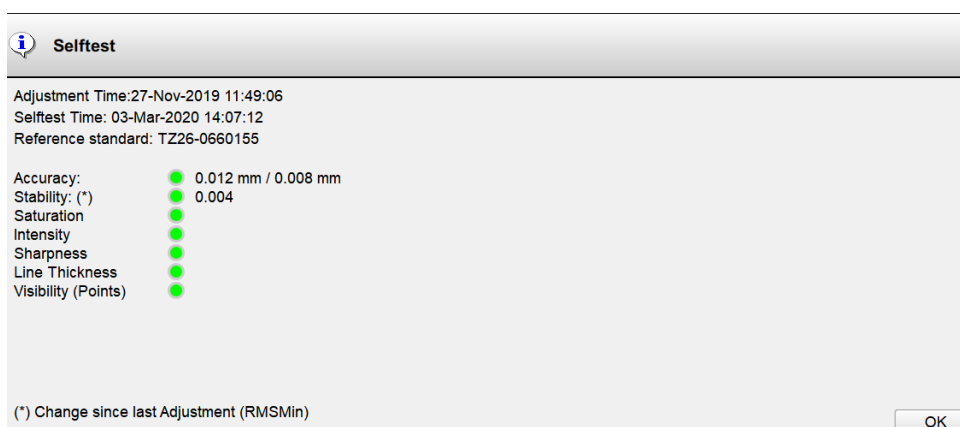 Selftest
Adjustment Time:27-Nov-2019 11:49:06
Selftest Time: 03-Mar-2020 14:07:12
Reference standard: TZ26-0660155
Accuracy: 0.012 mm / 0.008 mm
Stability: (*) 0.004
Saturation
Intensity
Sharpness
Line Thickness
Visibility (Points)
(*) Change since last Adjustment (RMSMin)
OK